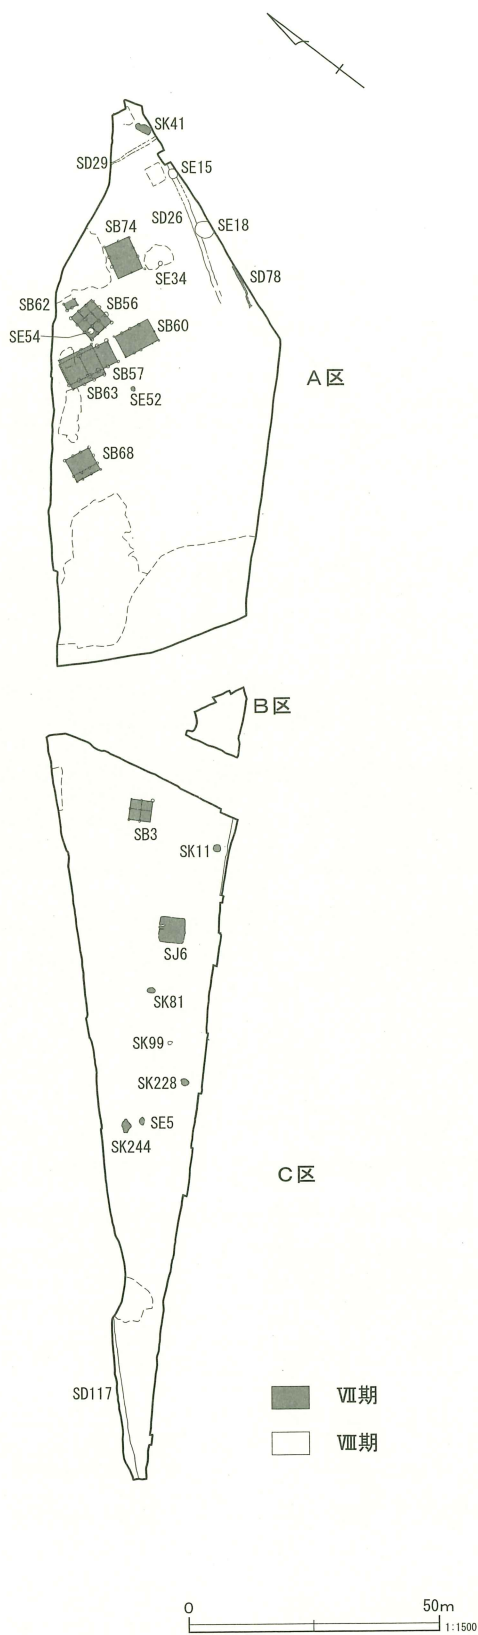 SK41
SD29
SE15
SD26
SE18
SB74
SE34
SD78
SB62
SB56
SE54
SB60
A区
SB57
SB63
SE52
SB68
B区
SB3
SK11
SJ6
SK81
SK99
SK228
SE5
SK244
C区
SD117
Ⅶ期
Ⅷ期
0 50m
1:1500